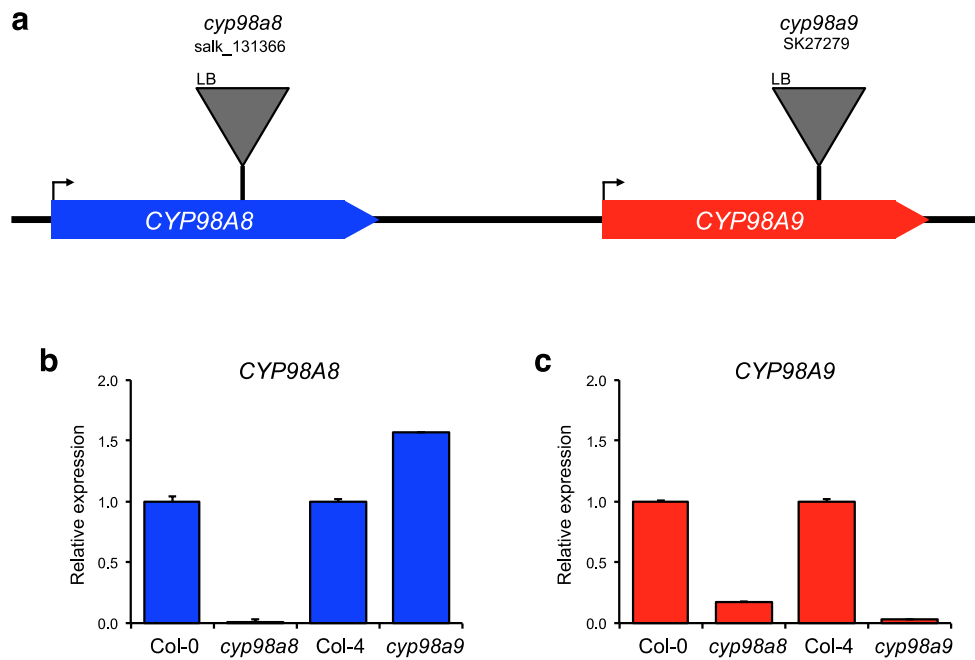 a
cyp98a8
salk_131366
LB
cyp98a9
SK27279
LB
CYP98A8
CYP98A9
b
CYP98A8
2.0
1.5
1.0
0.5
0.0
Relative expression
Col-0 cyp98a8 Col-4 cyp98a9
c
CYP98A9
2.0
1.5
1.0
0.5
0.0
Relative expression
Col-0 cyp98a8 Col-4 cyp98a9